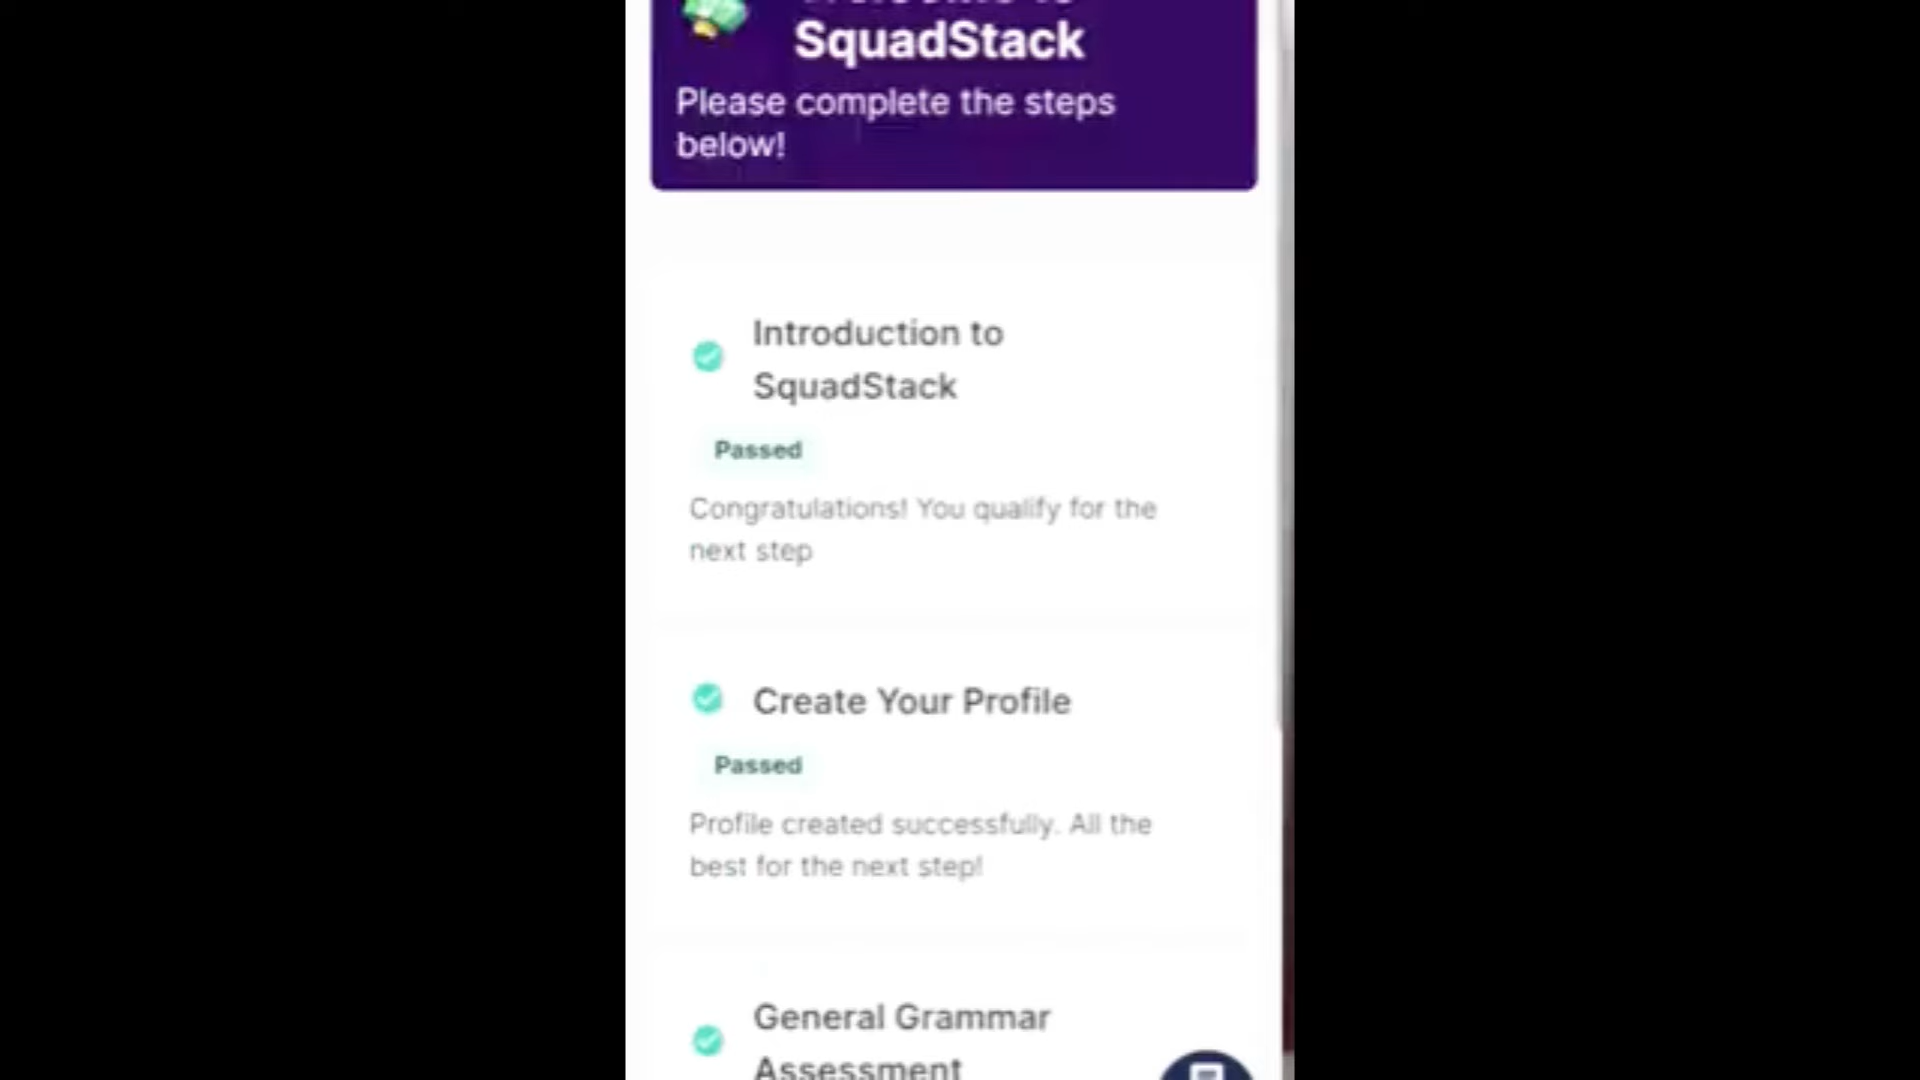 SquadStack
Please complete the steps
below!
Introduction to
SquadStack
Passed
Congratulations! You qualify for the
next step
Create Your Profile
Passed
Profile created successfully. All the
best for the next step!
General Grammar
Assessment